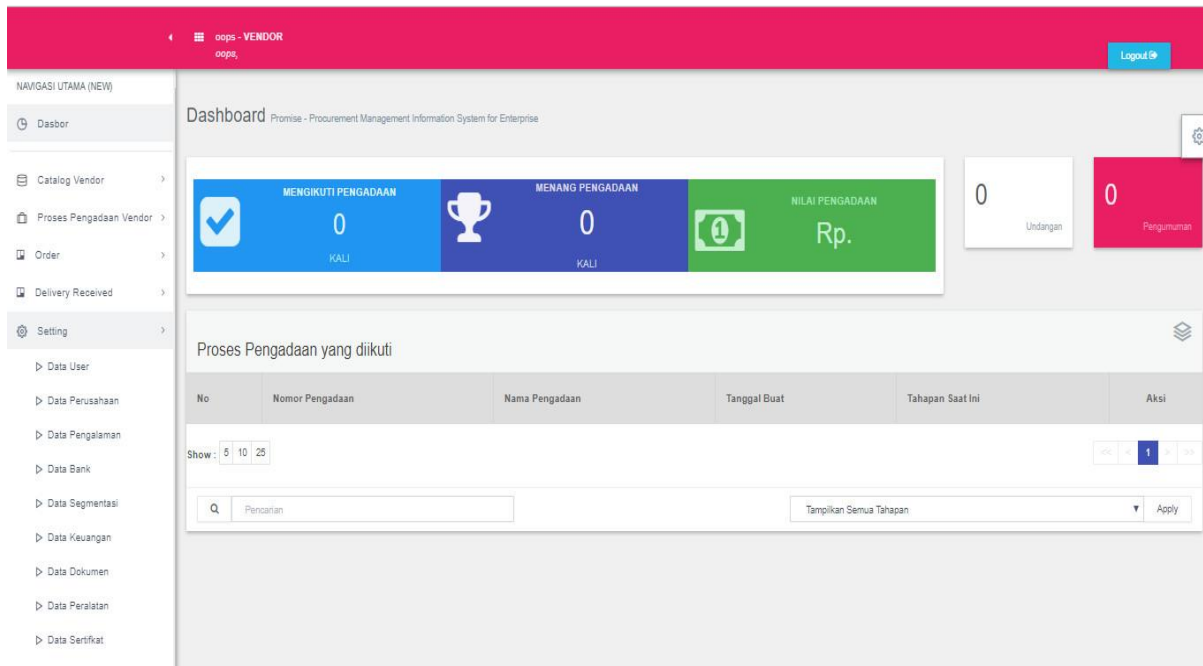 oops - VENDOR
oops,
Logout
NAVIGASI UTAMA (NEW)
Dasbor
Catalog Vendor
Proses Pengadaan Vendor
Order
Delivery Received
Setting
Data User
Data Perusahaan
Data Pengalaman
Data Bank
Data Segmentasi
Data Keuangan
Data Dokumen
Data Peralatan
Data Sertifkat
Dashboard Promise - Procurement Management Information System for Enterprise
MENGIKUTI PENGADAAN
0
KALI
MENANG PENGADAAN
0
KALI
1
NILAI PENGADAAN
Rp.
0
Undangan
0
Pengumuman
Proses Pengadaan yang diikuti
No Nomor Pengadaan Nama Pengadaan Tanggal Buat Tahapan Saat Ini Aksi
Show : 5 10 25 << < 1 > >>
Pencarian Tampilkan Semua Tahapan Apply